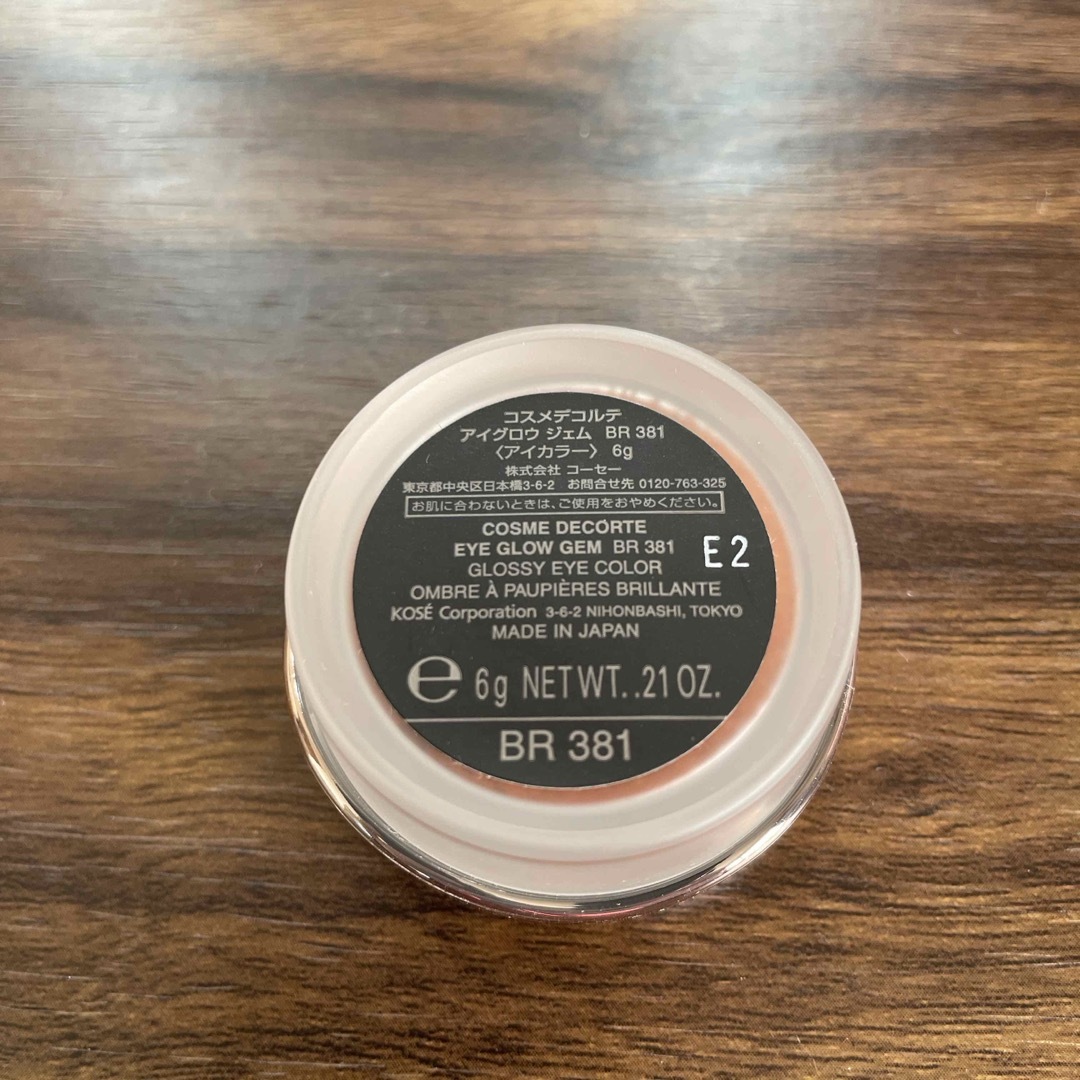 コスメデコルテ
アイグロウ ジェム BR 381
〈アイカラー〉 6g
株式会社 コーセー
東京都中央区日本橋3-6-2 お問合せ先 0120-763-325
お肌に合わないときは、ご使用をおやめください。
COSME DECORTE
EYE GLOW GEM BR 381
E2
GLOSSY EYE COLOR
OMBRE À PAUPIÈRES BRILLANTE
KOSÉ Corporation 3-6-2 NIHONBASHI, TOKYO
MADE IN JAPAN
℮ 6g NET WT. .21 OZ.
BR 381